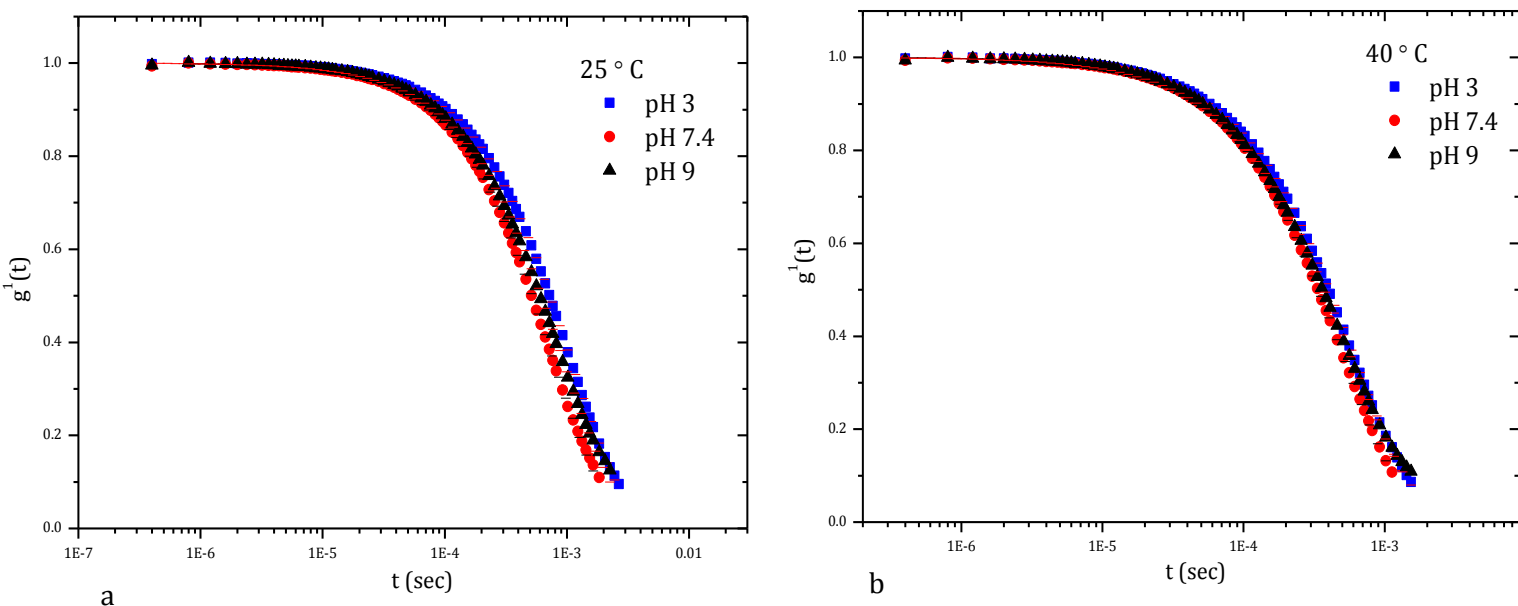 25 ° C
pH 3
pH 7.4
pH 9
1.0
0.8
0.6
0.4
0.2
0.0
g¹(t)
1E-7 1E-6 1E-5 1E-4 1E-3 0.01
t (sec)
a
40 ° C
pH 3
pH 7.4
pH 9
1.0
0.8
0.6
0.4
0.2
0.0
g¹(t)
1E-6 1E-5 1E-4 1E-3
t (sec)
b